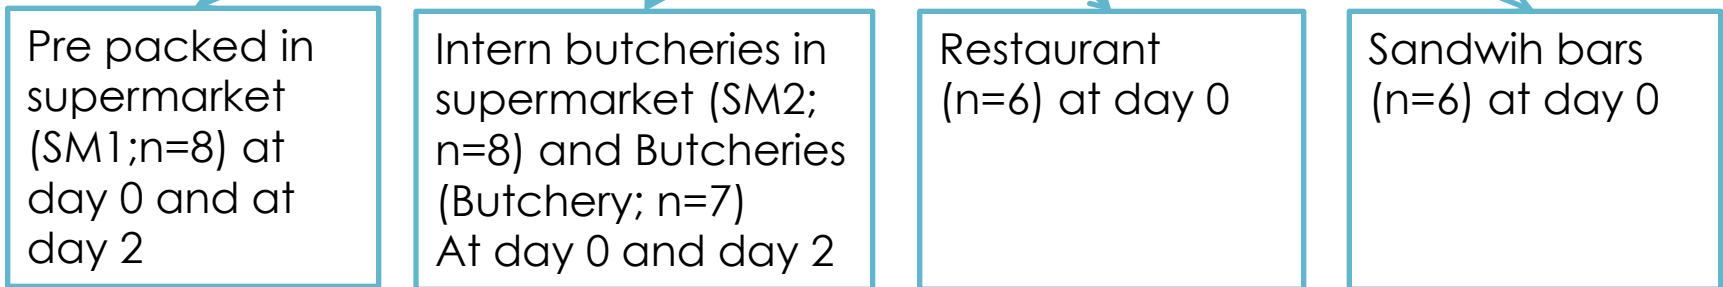 Pre packed in
supermarket
(SM1;n=8) at
day 0 and at
day 2
Intern butcheries in
supermarket (SM2;
n=8) and Butcheries
(Butchery; n=7)
At day 0 and day 2
Restaurant
(n=6) at day 0
Sandwih bars
(n=6) at day 0